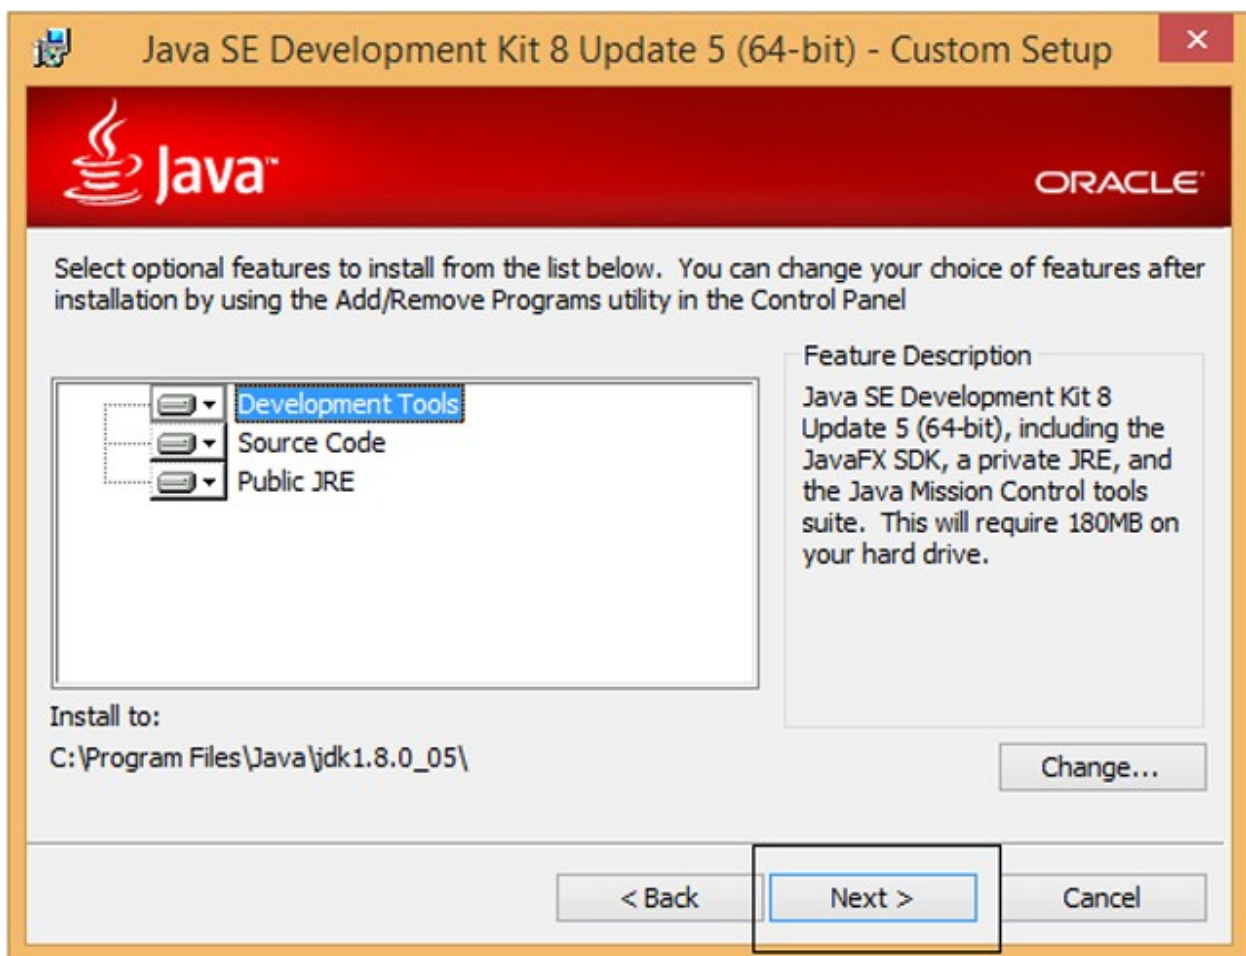 Java SE Development Kit 8 Update 5 (64-bit) - Custom Setup
×
Java™
ORACLE
Select optional features to install from the list below.  You can change your choice of features after
installation by using the Add/Remove Programs utility in the Control Panel
Development Tools
Source Code
Public JRE
Feature Description
Java SE Development Kit 8
Update 5 (64-bit), including the
JavaFX SDK, a private JRE, and
the Java Mission Control tools
suite.  This will require 180MB on
your hard drive.
Install to:
C:\Program Files\Java\jdk1.8.0_05\
Change...
< Back
Next >
Cancel